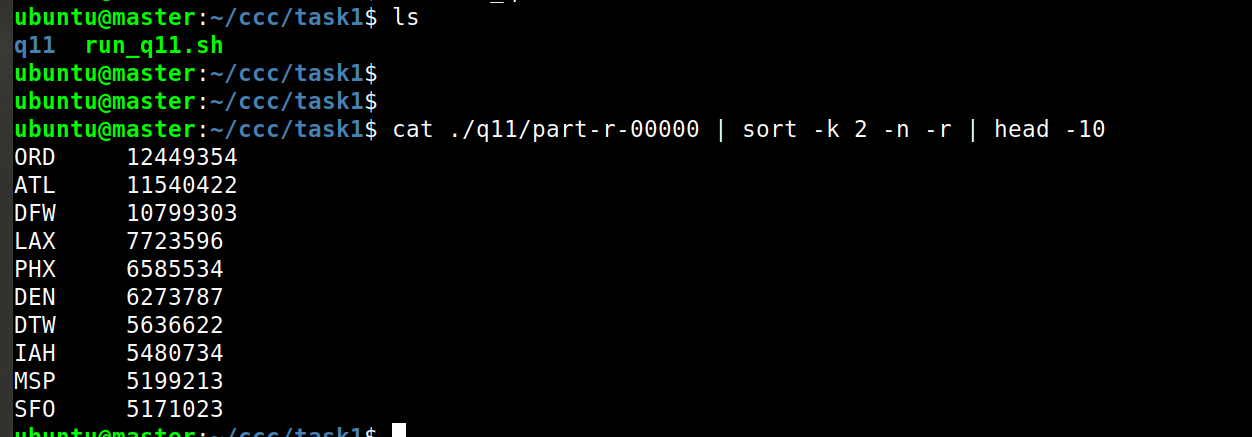 ubuntu@master:~/ccc/task1$ ls
q11  run_q11.sh
ubuntu@master:~/ccc/task1$
ubuntu@master:~/ccc/task1$
ubuntu@master:~/ccc/task1$ cat ./q11/part-r-00000 | sort -k 2 -n -r | head -10
ORD     12449354
ATL     11540422
DFW     10799303
LAX     7723596
PHX     6585534
DEN     6273787
DTW     5636622
IAH     5480734
MSP     5199213
SFO     5171023
ubuntu@master:~/ccc/task1$